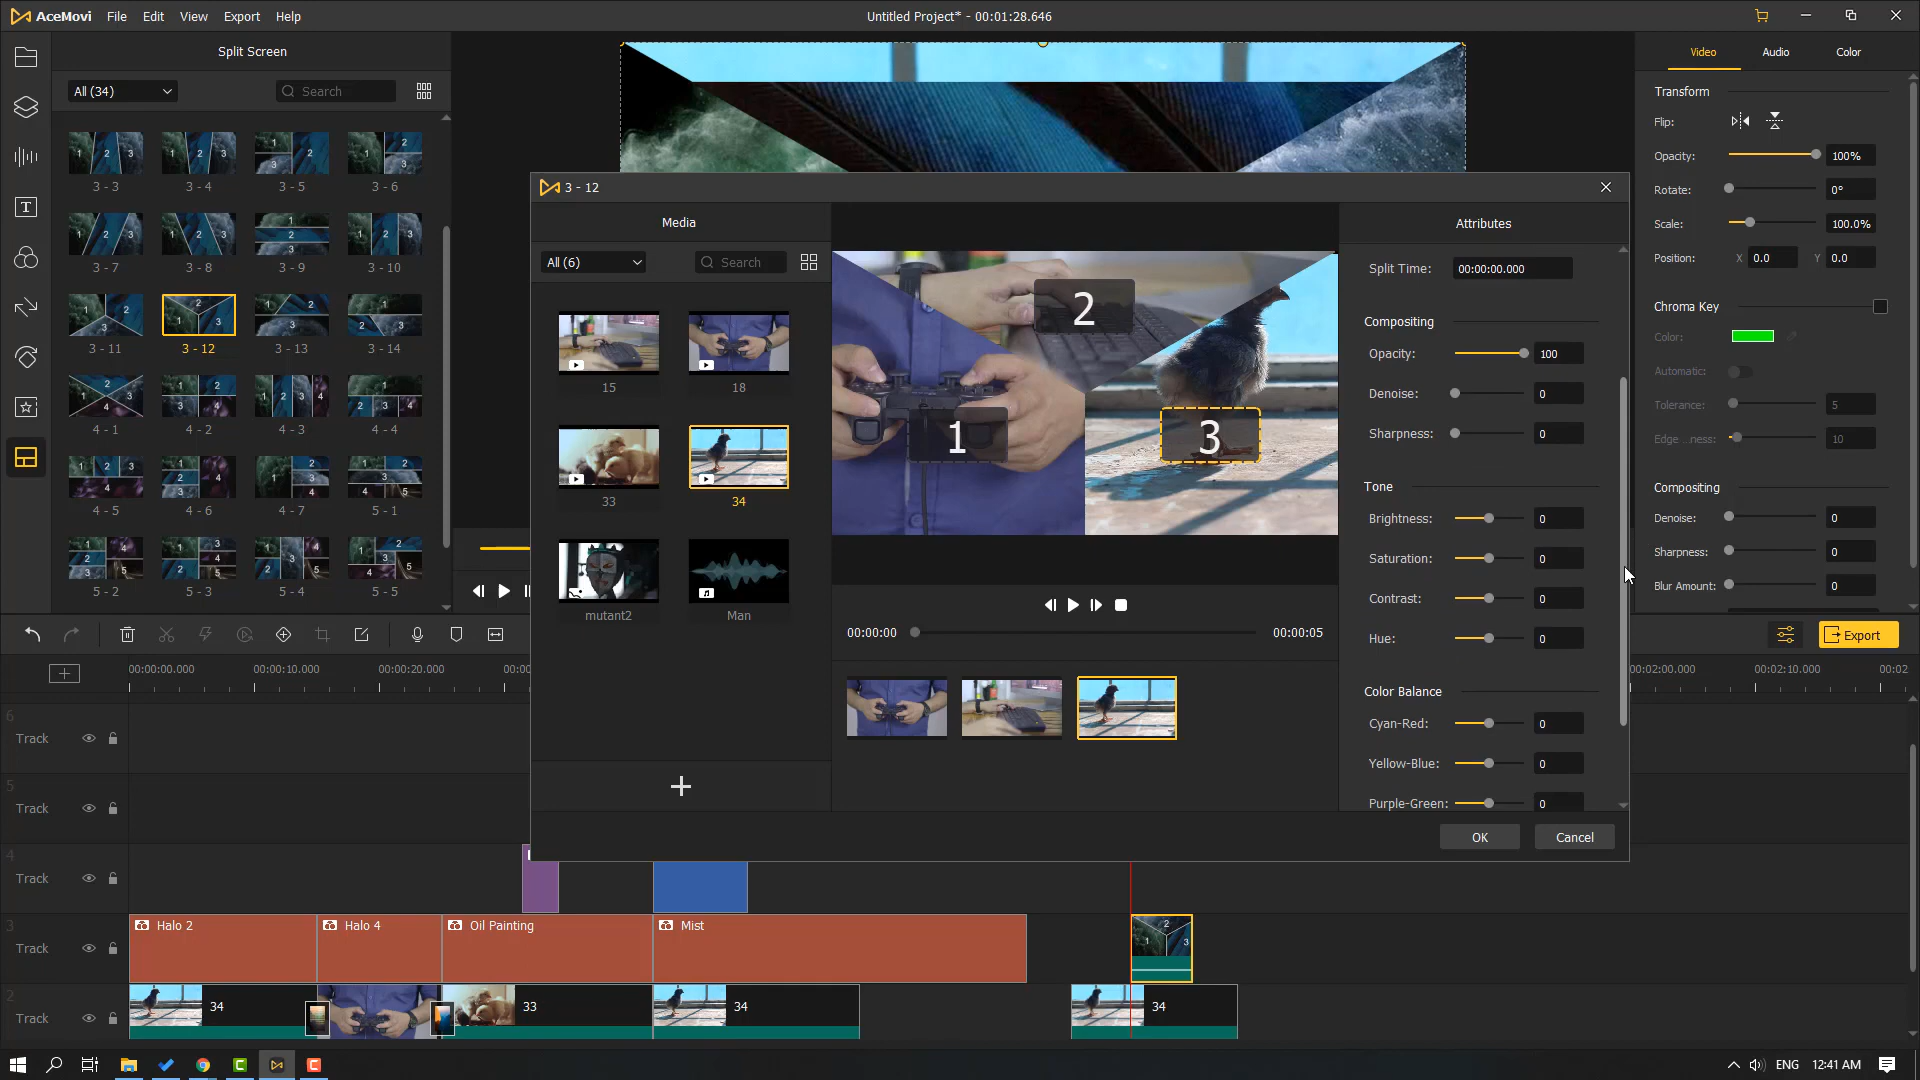 AceMovi File Edit View Export Help
Untitled Project* - 00:01:28.646
Split Screen
All (34)
Search
3 - 3 3 - 4 3 - 5 3 - 6
3 - 7 3 - 8 3 - 9 3 - 10
3 - 11 3 - 12 3 - 13 3 - 14
4 - 1 4 - 2 4 - 3 4 - 4
4 - 5 4 - 6 4 - 7 5 - 1
5 - 2 5 - 3 5 - 4 5 - 5
3 - 12
Media
All (6)
Search
15 18
33 34
mutant2 Man
2
1
3
00:00:00
00:00:05
Attributes
Split Time: 00:00:00.000
Compositing
Opacity: 100
Denoise: 0
Sharpness: 0
Tone
Brightness: 0
Saturation: 0
Contrast: 0
Hue: 0
Color Balance
Cyan-Red: 0
Yellow-Blue: 0
Purple-Green: 0
OK
Cancel
Video Audio Color
Transform
Flip:
Opacity: 100%
Rotate: 0°
Scale: 100.0%
Position: X 0.0 Y 0.0
Chroma Key
Color:
Automatic:
Tolerance: 5
Edge ...ness: 10
Compositing
Denoise: 0
Sharpness: 0
Blur Amount: 0
Export
00:00:00.000 00:00:10.000 00:00:20.000 00:00
00:02:00.000 00:02:10.000 00:02
6
Track
5
Track
4
Track
3
Track
Halo 2 Halo 4 Oil Painting Mist
2
Track
34 33 34 34
ENG 12:41 AM